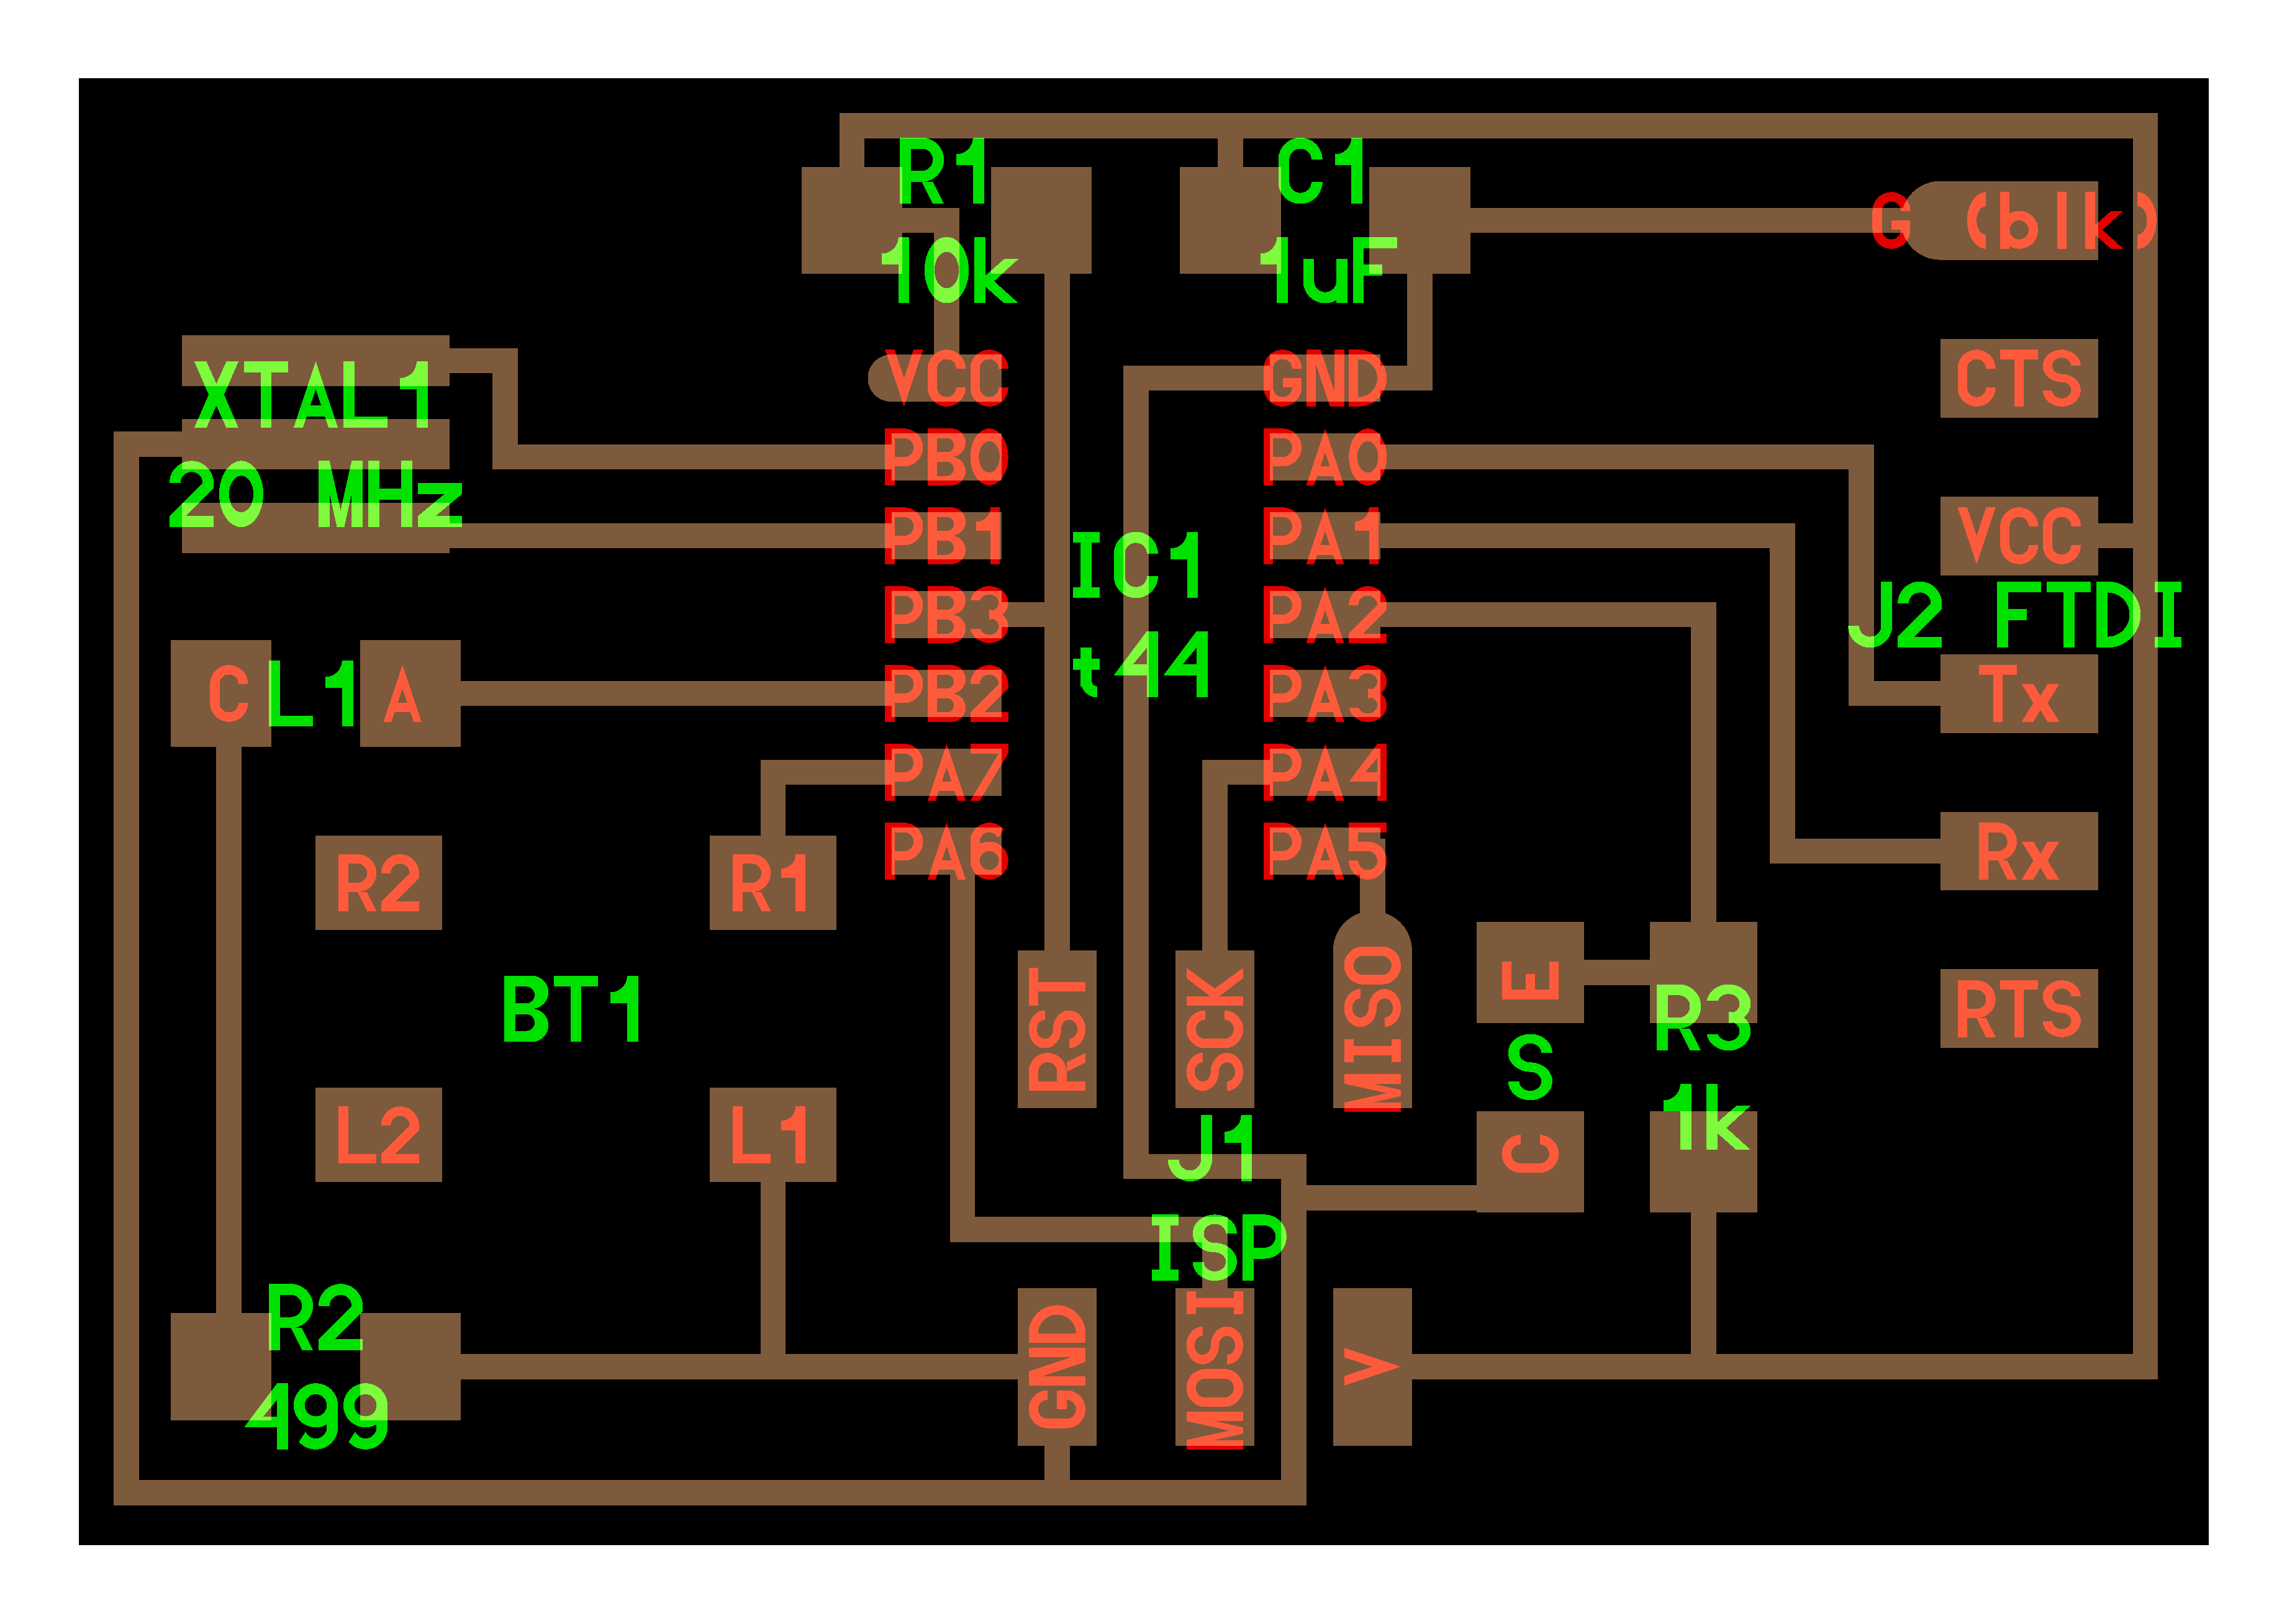 R1
10k
C1
1uF
G (blk)
XTAL1
20 MHz
VCC
GND
CTS
PB0
PA0
PB1
PA1
VCC
IC1
t44
PB3
PA2
J2 FTDI
C
L1
A
PB2
PA3
Tx
PA7
PA4
PA6
PA5
Rx
R2
R1
BT1
RST
SCK
MISO
E
S
C
R3
1k
RTS
L2
L1
J1
ISP
R2
499
GND
MOSI
V